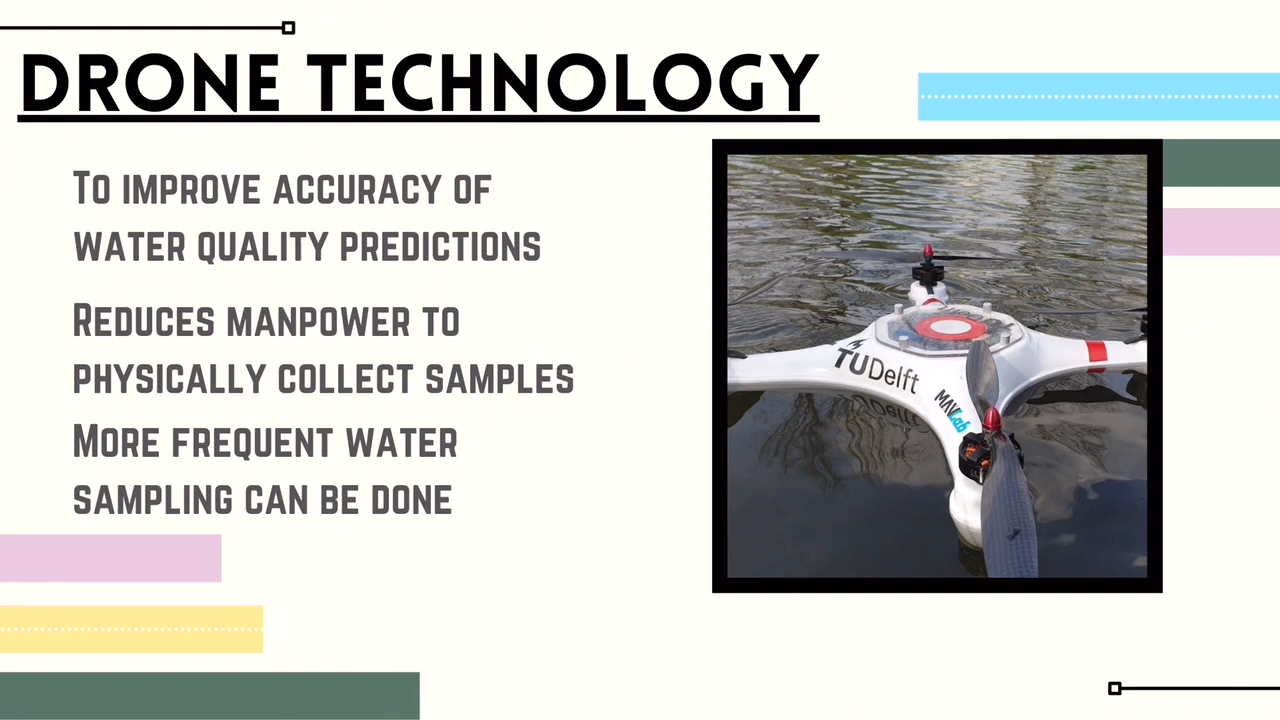 DRONE TECHNOLOGY
To improve accuracy of
water quality predictions
Reduces manpower to
physically collect samples
More frequent water
sampling can be done
TUDelft
MAVLab